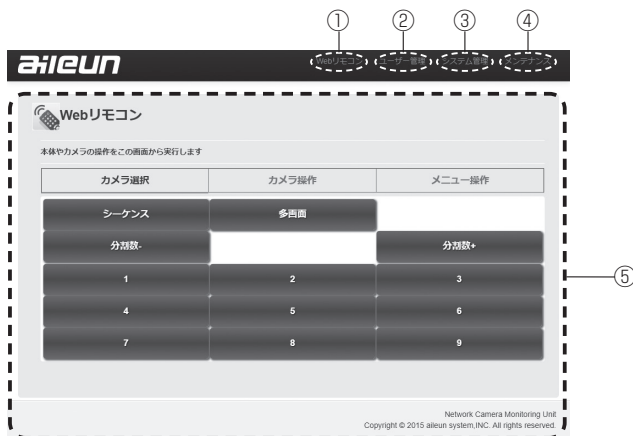 ① ② ③ ④
aileun Webリモコン ユーザー管理 システム管理 メンテナンス
Webリモコン
本体やカメラの操作をこの画面から実行します
カメラ選択 カメラ操作 メニュー操作
シーケンス 多画面
分割数- 分割数+
⑤
1 2 3
4 5 6
7 8 9
Network Camera Monitoring Unit
Copyright © 2015 aileun system,INC. All rights reserved.